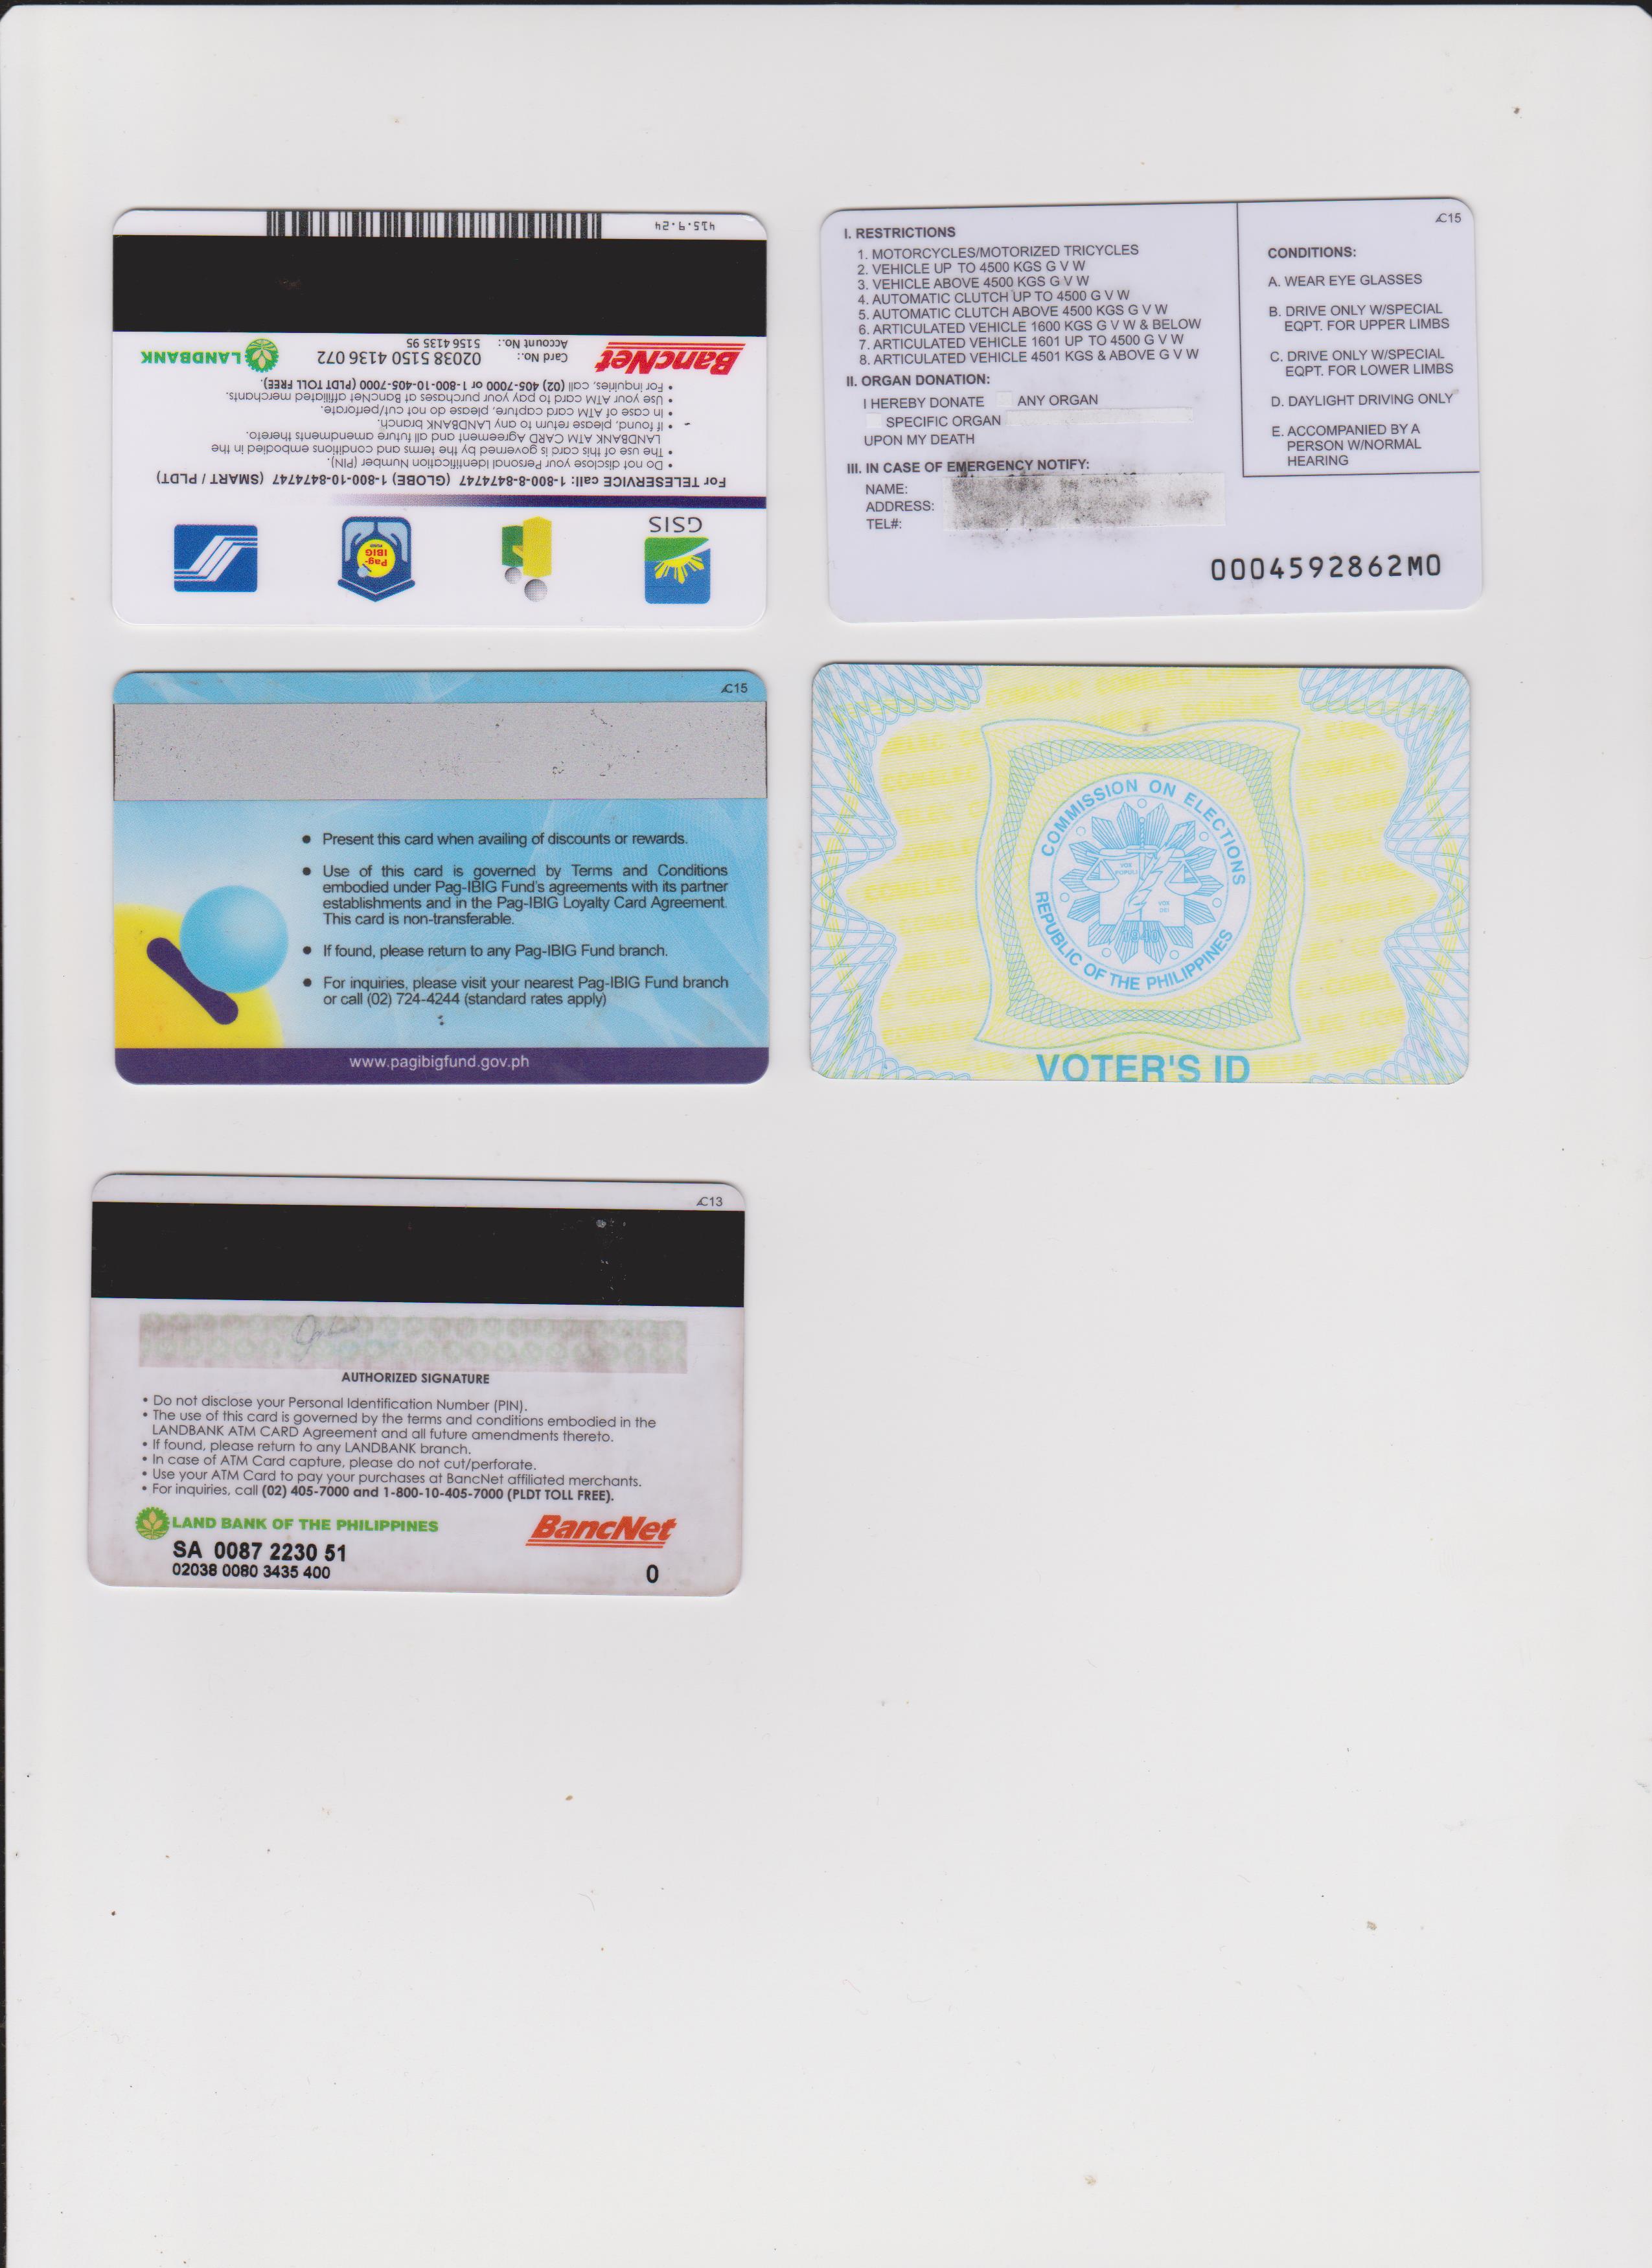 415.9.24
BancNet
Card No.: 02038 5150 4136 072
Account No.: 5156 4135 95
LANDBANK
• For inquiries, call (02) 405-7000 or 1-800-10-405-7000 (PLDT TOLL FREE).
• Use your ATM card to pay your purchases at BancNet affiliated merchants.
• In case of ATM card capture, please do not cut/perforate.
• If found, please return to any LANDBANK branch.
LANDBANK ATM CARD Agreement and all future amendments thereto.
• The use of this card is governed by the terms and conditions embodied in the
• Do not disclose your Personal Identification Number (PIN).
For TELESERVICE call: 1-800-8-8474747 (GLOBE) 1-800-10-8474747 (SMART / PLDT)
GSIS
Pag-
IBIG
FUND
C15
I. RESTRICTIONS
1. MOTORCYCLES/MOTORIZED TRICYCLES
2. VEHICLE UP TO 4500 KGS G V W
3. VEHICLE ABOVE 4500 KGS G V W
4. AUTOMATIC CLUTCH UP TO 4500 G V W
5. AUTOMATIC CLUTCH ABOVE 4500 KGS G V W
6. ARTICULATED VEHICLE 1600 KGS G V W & BELOW
7. ARTICULATED VEHICLE 1601 UP TO 4500 G V W
8. ARTICULATED VEHICLE 4501 KGS & ABOVE G V W
II. ORGAN DONATION:
I HEREBY DONATE ANY ORGAN
SPECIFIC ORGAN
UPON MY DEATH
III. IN CASE OF EMERGENCY NOTIFY:
NAME:
ADDRESS:
TEL#:
CONDITIONS:
A. WEAR EYE GLASSES
B. DRIVE ONLY W/SPECIAL
EQPT. FOR UPPER LIMBS
C. DRIVE ONLY W/SPECIAL
EQPT. FOR LOWER LIMBS
D. DAYLIGHT DRIVING ONLY
E. ACCOMPANIED BY A
PERSON W/NORMAL
HEARING
0004592862MO
C15
• Present this card when availing of discounts or rewards.
• Use of this card is governed by Terms and Conditions
embodied under Pag-IBIG Fund's agreements with its partner
establishments and in the Pag-IBIG Loyalty Card Agreement.
This card is non-transferable.
• If found, please return to any Pag-IBIG Fund branch.
• For inquiries, please visit your nearest Pag-IBIG Fund branch
or call (02) 724-4244 (standard rates apply)
www.pagibigfund.gov.ph
COMELEC COMELEC
COMMISSION ON ELECTIONS
VOX
POPULI
VOX
DEI
REPUBLIC OF THE PHILIPPINES
VOTER'S ID
C13
AUTHORIZED SIGNATURE
• Do not disclose your Personal Identification Number (PIN).
• The use of this card is governed by the terms and conditions embodied in the
LANDBANK ATM CARD Agreement and all future amendments thereto.
• If found, please return to any LANDBANK branch.
• In case of ATM Card capture, please do not cut/perforate.
• Use your ATM Card to pay your purchases at BancNet affiliated merchants.
• For inquiries, call (02) 405-7000 and 1-800-10-405-7000 (PLDT TOLL FREE).
LAND BANK OF THE PHILIPPINES
BancNet
SA 0087 2230 51
02038 0080 3435 400
0